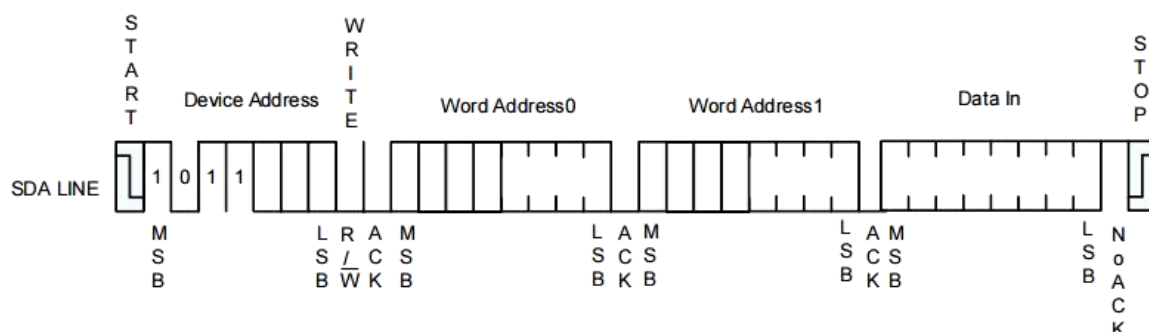 START
WRITE
STOP
Device Address
Word Address0
Word Address1
Data In
SDA LINE
1 0 1 1
MSB
LSB
R/W̅
ACK
MSB
LSB
ACK
MSB
LSB
ACK
MSB
LSB
NoACK